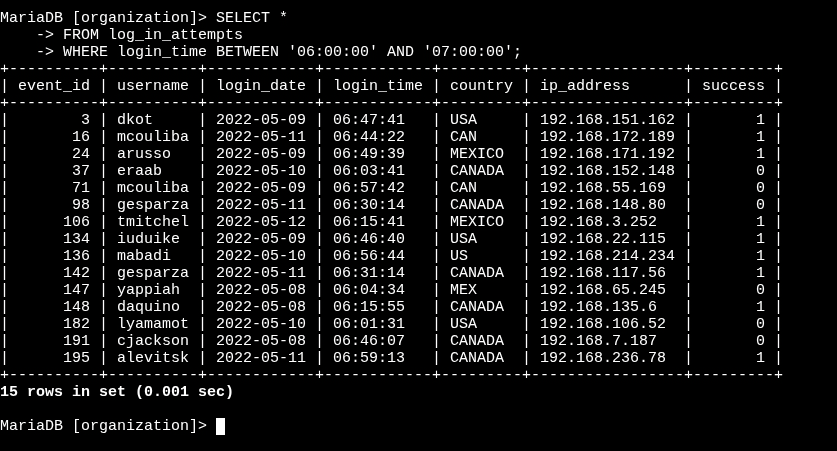 MariaDB [organization]> SELECT *
    -> FROM log_in_attempts
    -> WHERE login_time BETWEEN '06:00:00' AND '07:00:00';
+----------+----------+------------+------------+---------+-----------------+---------+
| event_id | username | login_date | login_time | country | ip_address      | success |
+----------+----------+------------+------------+---------+-----------------+---------+
|        3 | dkot     | 2022-05-09 | 06:47:41   | USA     | 192.168.151.162 |       1 |
|       16 | mcouliba | 2022-05-11 | 06:44:22   | CAN     | 192.168.172.189 |       1 |
|       24 | arusso   | 2022-05-09 | 06:49:39   | MEXICO  | 192.168.171.192 |       1 |
|       37 | eraab    | 2022-05-10 | 06:03:41   | CANADA  | 192.168.152.148 |       0 |
|       71 | mcouliba | 2022-05-09 | 06:57:42   | CAN     | 192.168.55.169  |       0 |
|       98 | gesparza | 2022-05-11 | 06:30:14   | CANADA  | 192.168.148.80  |       0 |
|      106 | tmitchel | 2022-05-12 | 06:15:41   | MEXICO  | 192.168.3.252   |       1 |
|      134 | iuduike  | 2022-05-09 | 06:46:40   | USA     | 192.168.22.115  |       1 |
|      136 | mabadi   | 2022-05-10 | 06:56:44   | US      | 192.168.214.234 |       1 |
|      142 | gesparza | 2022-05-11 | 06:31:14   | CANADA  | 192.168.117.56  |       1 |
|      147 | yappiah  | 2022-05-08 | 06:04:34   | MEX     | 192.168.65.245  |       0 |
|      148 | daquino  | 2022-05-08 | 06:15:55   | CANADA  | 192.168.135.6   |       1 |
|      182 | lyamamot | 2022-05-10 | 06:01:31   | USA     | 192.168.106.52  |       0 |
|      191 | cjackson | 2022-05-08 | 06:46:07   | CANADA  | 192.168.7.187   |       0 |
|      195 | alevitsk | 2022-05-11 | 06:59:13   | CANADA  | 192.168.236.78  |       1 |
+----------+----------+------------+------------+---------+-----------------+---------+
15 rows in set (0.001 sec)
MariaDB [organization]>